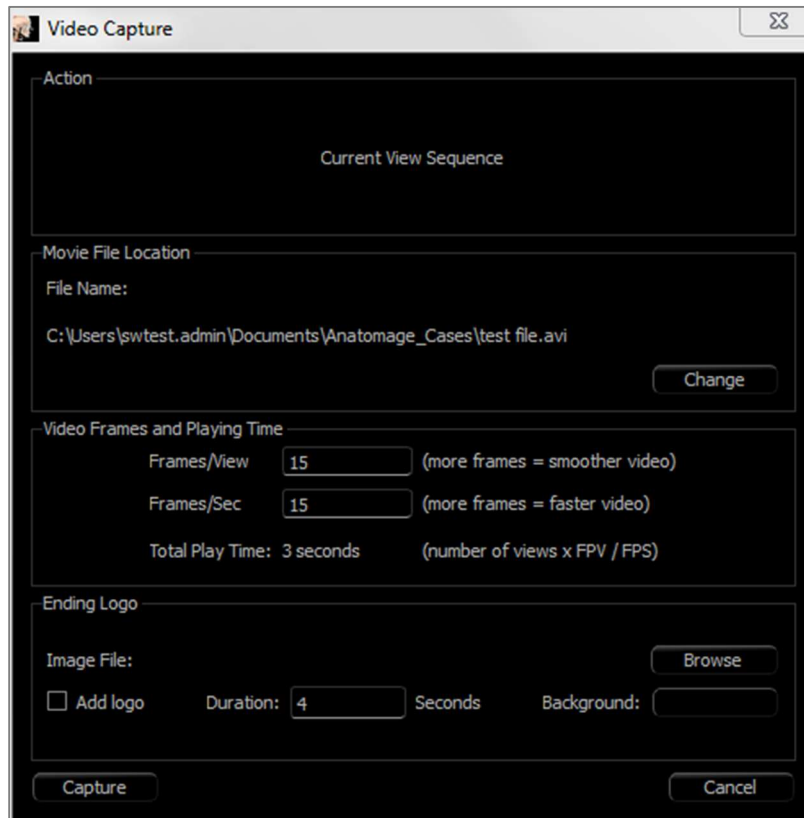 Video Capture
Action
Current View Sequence
Movie File Location
File Name:
C:\Users\swtest.admin\Documents\Anatomage_Cases\test file.avi
Change
Video Frames and Playing Time
Frames/View 15 (more frames = smoother video)
Frames/Sec 15 (more frames = faster video)
Total Play Time: 3 seconds (number of views x FPV / FPS)
Ending Logo
Image File: Browse
Add logo Duration: 4 Seconds Background:
Capture Cancel